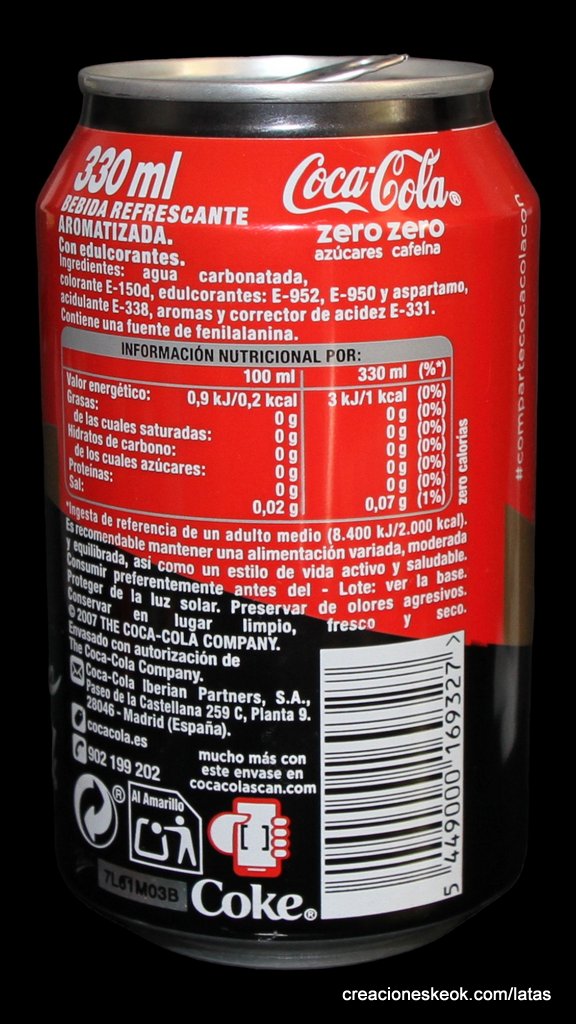 330 ml
BEBIDA REFRESCANTE
AROMATIZADA.
Con edulcorantes.
Coca-Cola®
zero zero
azúcares cafeína
Ingredientes: agua carbonatada,
colorante E-150d, edulcorantes: E-952, E-950 y aspartamo,
acidulante E-338, aromas y corrector de acidez E-331.
Contiene una fuente de fenilalanina.
INFORMACIÓN NUTRICIONAL POR:
100 ml 330 ml (%*)
Valor energético: 0,9 kJ/0,2 kcal 3 kJ/1 kcal (0%)
Grasas: 0 g 0 g (0%)
de las cuales saturadas: 0 g 0 g (0%)
Hidratos de carbono: 0 g 0 g (0%)
de los cuales azúcares: 0 g 0 g (0%)
Proteínas: 0 g 0 g (0%)
Sal: 0,02 g 0,07 g (1%)
zero calorías
#compartecocacolacon
*Ingesta de referencia de un adulto medio (8.400 kJ/2.000 kcal).
Es recomendable mantener una alimentación variada, moderada
y equilibrada, así como un estilo de vida activo y saludable.
Consumir preferentemente antes del - Lote: ver la base.
Proteger de la luz solar. Preservar de olores agresivos.
Conservar en lugar limpio, fresco y seco.
© 2007 THE COCA-COLA COMPANY.
Envasado con autorización de
The Coca-Cola Company.
Coca-Cola Iberian Partners, S.A.,
Paseo de la Castellana 259 C, Planta 9.
28046 - Madrid (España).
cocacola.es
902 199 202
mucho más con
este envase en
cocacolascan.com
®
Al Amarillo
7L61M03B
Coke®
5 449000 169327 >
creacioneskeok.com/latas